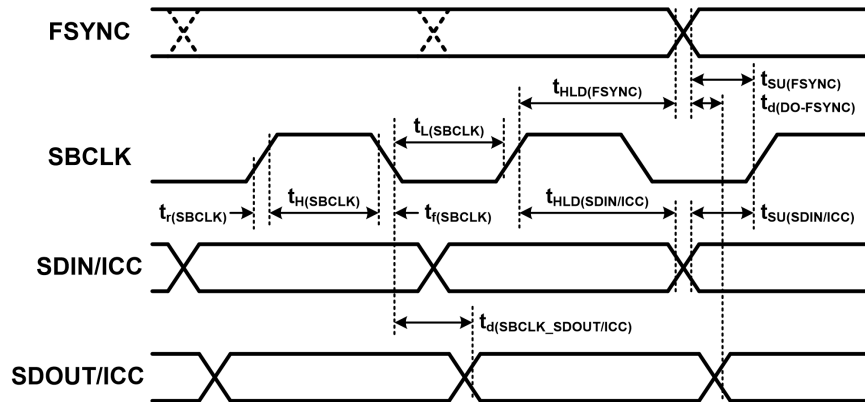 FSYNC
tSU(FSYNC)
tHLD(FSYNC)
td(DO-FSYNC)
tL(SBCLK)
SBCLK
tr(SBCLK)
tH(SBCLK)
tf(SBCLK)
tHLD(SDIN/ICC)
tSU(SDIN/ICC)
SDIN/ICC
td(SBCLK_SDOUT/ICC)
SDOUT/ICC